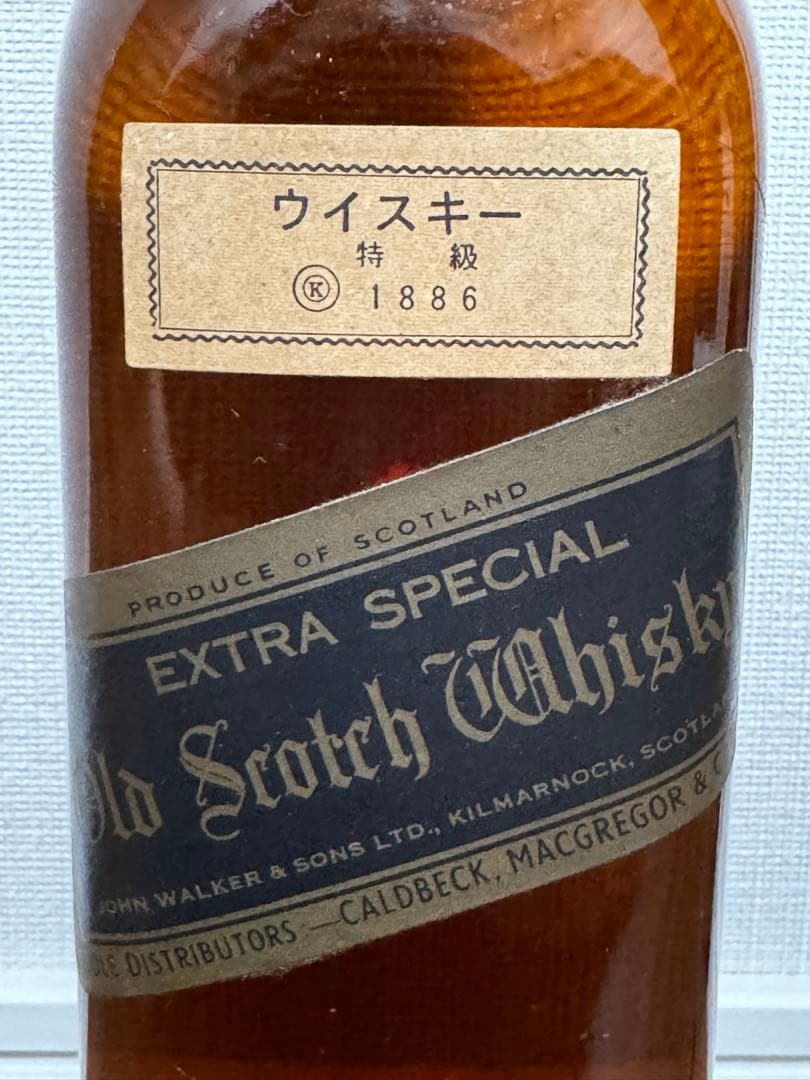 ウイスキー
特級
Ⓚ 1886
PRODUCE OF SCOTLAND
EXTRA SPECIAL
Old Scotch Whisky
JOHN WALKER & SONS LTD., KILMARNOCK,
DISTRIBUTORS — CALDBECK, MACGREGOR &